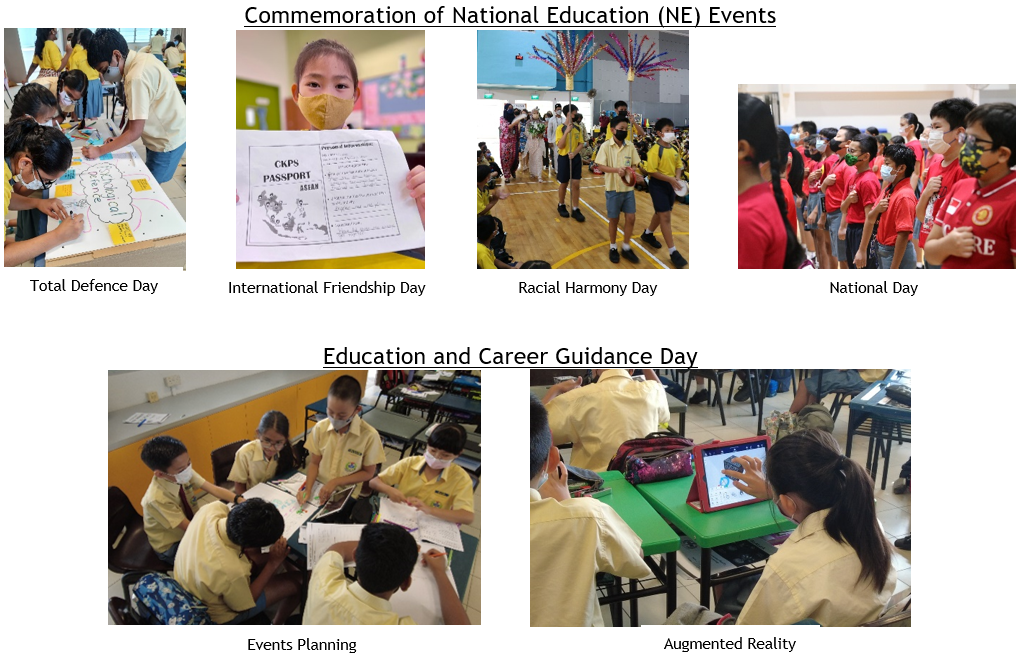 Commemoration of National Education (NE) Events
Psychological
Defence
CKPS
PASSPORT
ASEAN
Personal Information
Total Defence Day
International Friendship Day
Racial Harmony Day
National Day
Education and Career Guidance Day
Events Planning
Augmented Reality